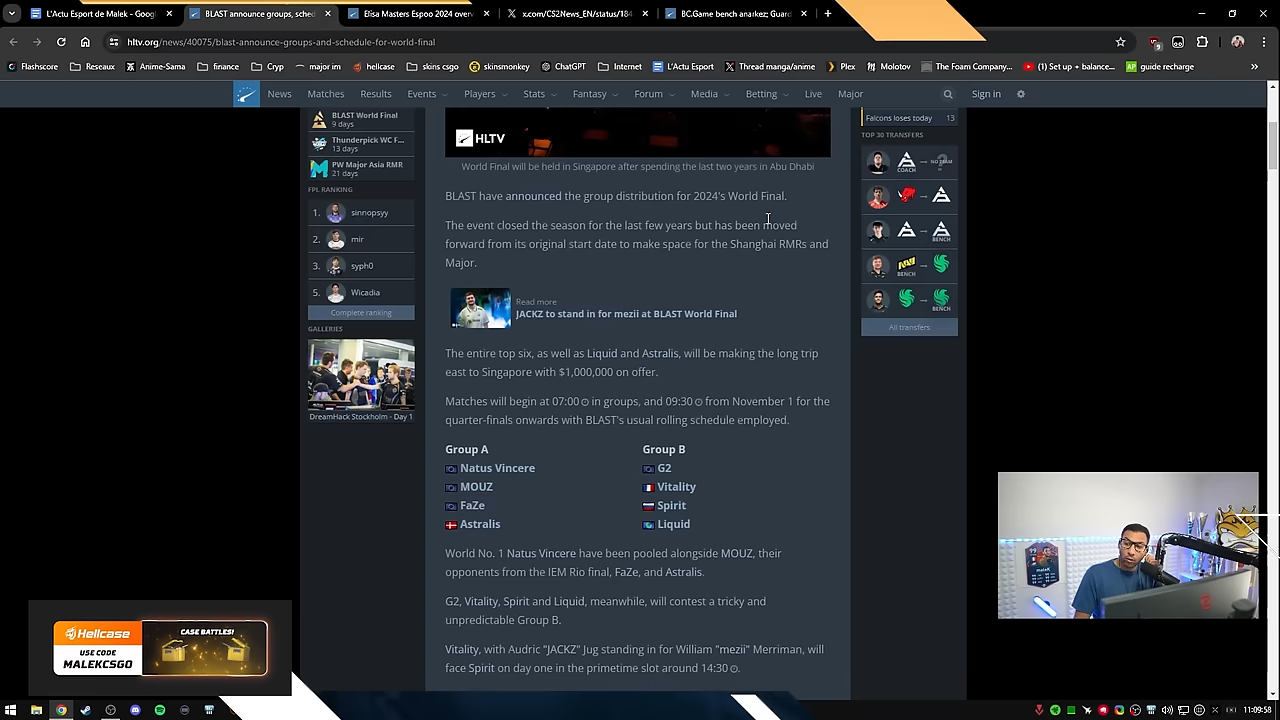 L'Actu Esport de Malek - Googl
BLAST announce groups, sched
Elisa Masters Espoo 2024 overv
x.com/CS2News_EN/status/184
BC.Game bench anarkez; Guard
hltv.org/news/40075/blast-announce-groups-and-schedule-for-world-final
Flashscore
Reseaux
Anime-Sama
finance
Cryp
major im
hellcase
skins csgo
skinsmonkey
ChatGPT
Internet
L'Actu Esport
Thread manga/anime
Plex
Molotov
The Foam Company...
(1) Set up + balance...
guide recharge
News
Matches
Results
Events
Players
Stats
Fantasy
Forum
Media
Betting
Live
Major
Sign in
BLAST World Final
9 days
Thunderpick WC F...
13 days
PW Major Asia RMR
21 days
FPL RANKING
1. sinnopsyy
2. mir
3. syph0
5. Wicadia
Complete ranking
GALLERIES
DreamHack Stockholm - Day 1
HLTV
World Final will be held in Singapore after spending the last two years in Abu Dhabi
BLAST have announced the group distribution for 2024's World Final.
The event closed the season for the last few years but has been moved
forward from its original start date to make space for the Shanghai RMRs and
Major.
Read more
JACKZ to stand in for mezii at BLAST World Final
The entire top six, as well as Liquid and Astralis, will be making the long trip
east to Singapore with $1,000,000 on offer.
Matches will begin at 07:00 in groups, and 09:30 from November 1 for the
quarter-finals onwards with BLAST's usual rolling schedule employed.
Group A
Natus Vincere
MOUZ
FaZe
Astralis
Group B
G2
Vitality
Spirit
Liquid
World No. 1 Natus Vincere have been pooled alongside MOUZ, their
opponents from the IEM Rio final, FaZe, and Astralis.
G2, Vitality, Spirit and Liquid, meanwhile, will contest a tricky and
unpredictable Group B.
Vitality, with Audric "JACKZ" Jug standing in for William "mezii" Merriman, will
face Spirit on day one in the primetime slot around 14:30.
Falcons loses today 13
TOP 30 TRANSFERS
COACH
NO TEAM
BENCH
BENCH
BENCH
All transfers
Hellcase
USE CODE
MALEKCSGO
CASE BATTLES!
11:09:58